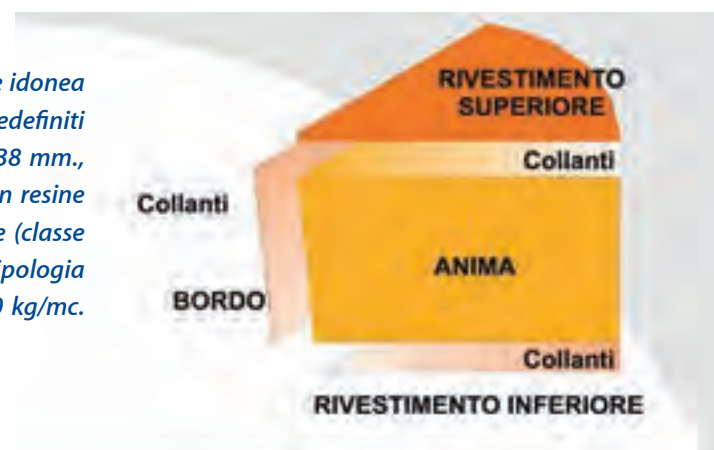 e idonea
edefiniti
38 mm.,
n resine
e (classe
ipologia
0 kg/mc.
RIVESTIMENTO
SUPERIORE
Collanti
Collanti
ANIMA
BORDO
Collanti
RIVESTIMENTO INFERIORE